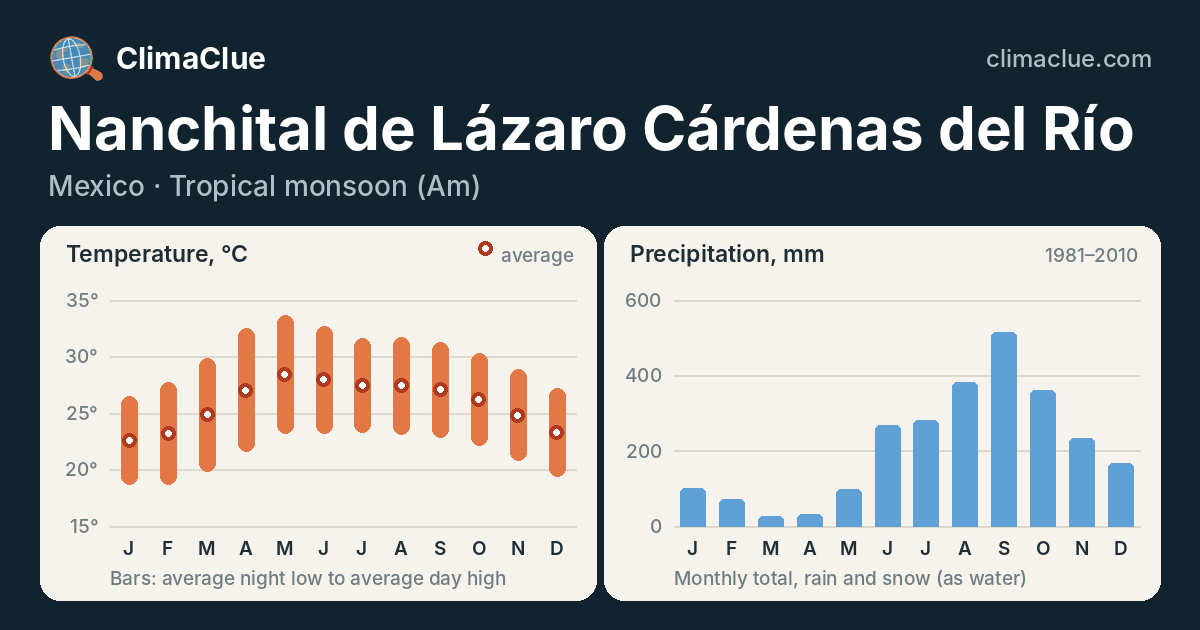 ClimaClue
climaclue.com
Nanchital de Lázaro Cárdenas del Río
Mexico · Tropical monsoon (Am)
Temperature, °C
average
35°
30°
25°
20°
15°
J F M A M J J A S O N D
Bars: average night low to average day high
Precipitation, mm
1981–2010
600
400
200
0
J F M A M J J A S O N D
Monthly total, rain and snow (as water)